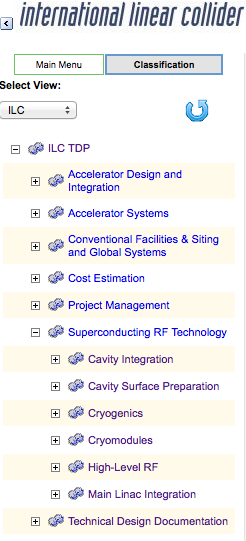 international linear collider
Main Menu
Classification
Select View:
ILC
ILC TDP
Accelerator Design and
Integration
Accelerator Systems
Conventional Facilities & Siting
and Global Systems
Cost Estimation
Project Management
Superconducting RF Technology
Cavity Integration
Cavity Surface Preparation
Cryogenics
Cryomodules
High-Level RF
Main Linac Integration
Technical Design Documentation